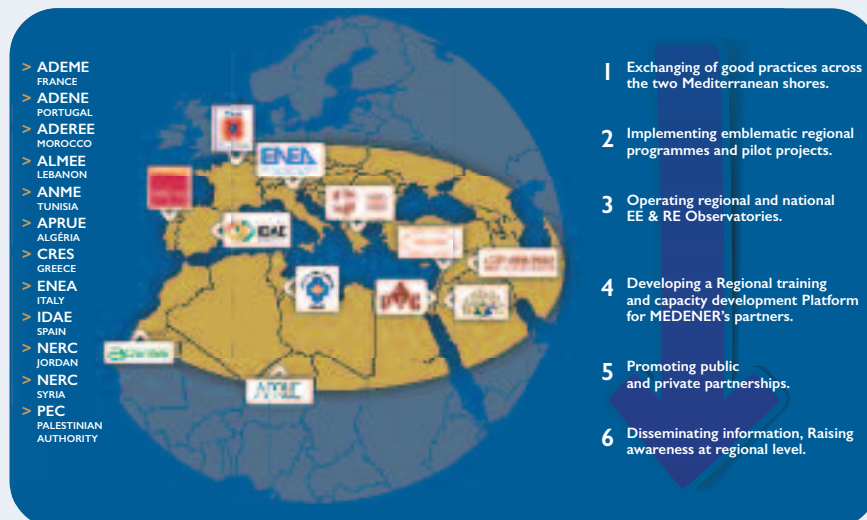 > ADEME
FRANCE
> ADENE
PORTUGAL
> ADEREE
MOROCCO
> ALMEE
LEBANON
> ANME
TUNISIA
> APRUE
ALGÉRIA
> CRES
GREECE
> ENEA
ITALY
> IDAE
SPAIN
> NERC
JORDAN
> NERC
SYRIA
> PEC
PALESTINIAN
AUTHORITY
ENEA
IDAE
1 Exchanging of good practices across
the two Mediterranean shores.
2 Implementing emblematic regional
programmes and pilot projects.
3 Operating regional and national
EE & RE Observatories.
4 Developing a Regional training
and capacity development Platform
for MEDENER's partners.
5 Promoting public
and private partnerships.
6 Disseminating information, Raising
awareness at regional level.